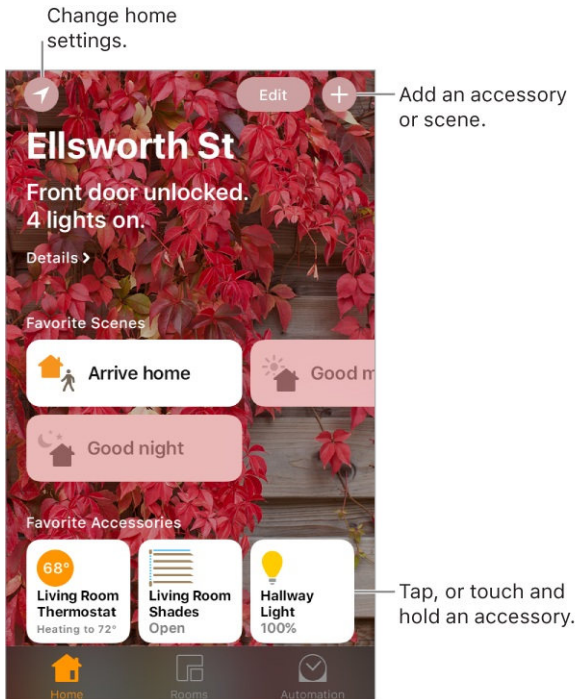 Change home
settings.
Edit
Add an accessory
or scene.
Ellsworth St
Front door unlocked.
4 lights on.
Details >
Favorite Scenes
Arrive home
Good m
Good night
Favorite Accessories
68°
Living Room
Thermostat
Heating to 72°
Living Room
Shades
Open
Hallway
Light
100%
Tap, or touch and
hold an accessory.
Home
Rooms
Automation